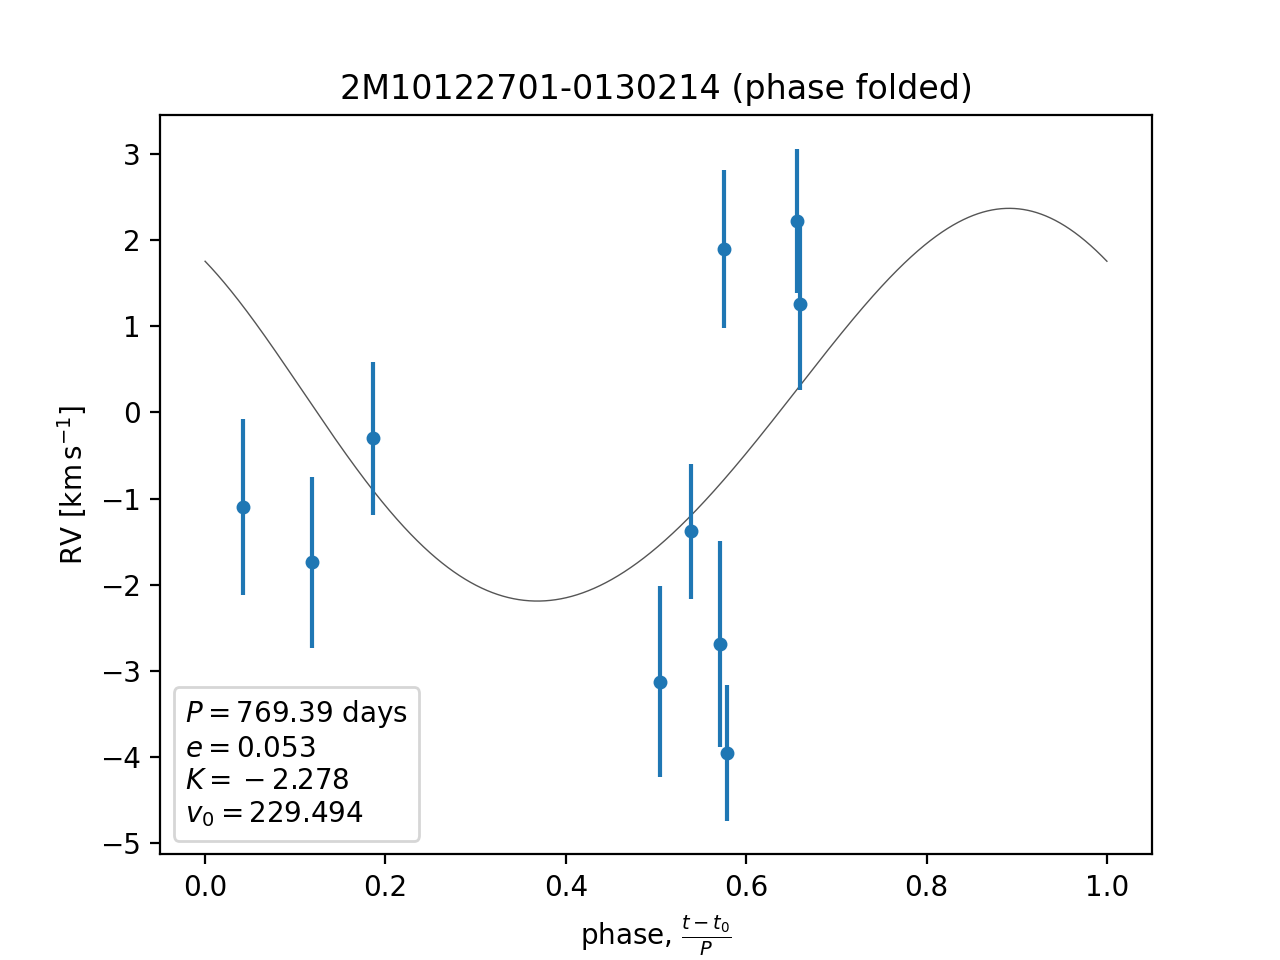 2M10122701-0130214 (phase folded)
RV [km s⁻¹]
3
2
1
0
−1
−2
−3
−4
−5
P = 769.39 days
e = 0.053
K = −2.278
v₀ = 229.494
0.0 0.2 0.4 0.6 0.8 1.0
phase, (t − t₀)/P